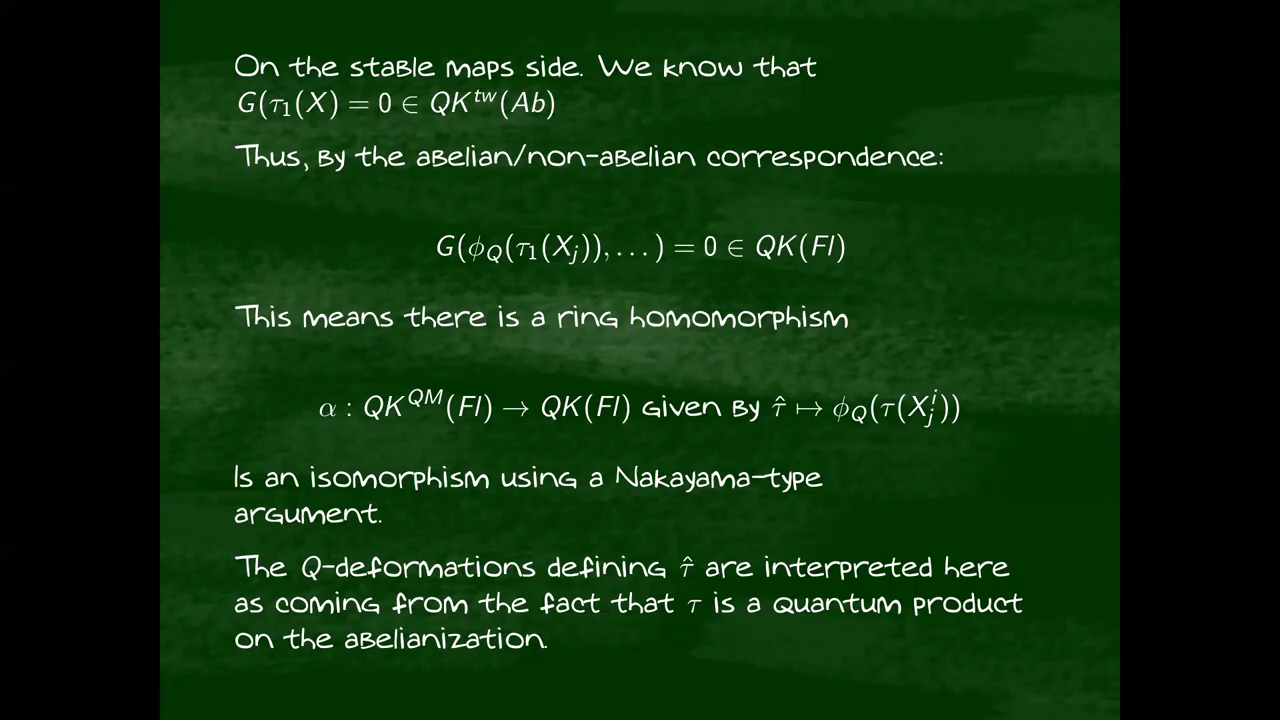 On the stable maps side. We know that
G(τ₁(X) = 0 ∈ QK^{tw}(Ab)
Thus, by the abelian/non-abelian correspondence:
G(ϕ_Q(τ₁(X_j)), . . . ) = 0 ∈ QK(Fl)
This means there is a ring homomorphism
α : QK^{QM}(Fl) → QK(Fl) given by τ̂ ↦ ϕ_Q(τ(X_j^i))
Is an isomorphism using a Nakayama-type
argument.
The Q-deformations defining τ̂ are interpreted here
as coming from the fact that τ is a quantum product
on the abelianization.